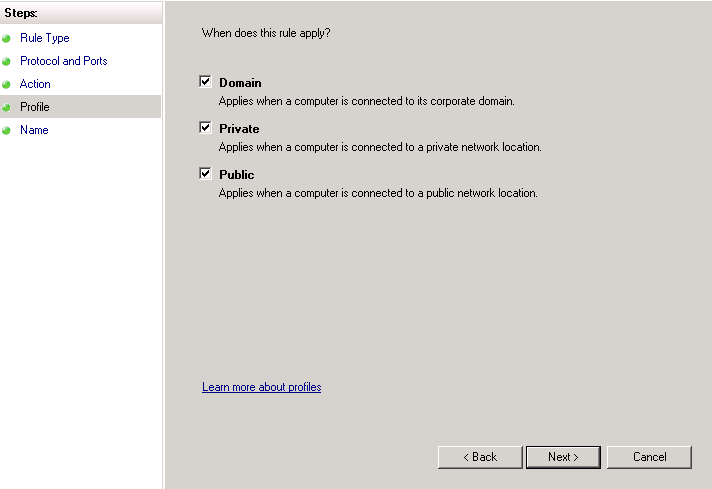 Steps:
Rule Type
Protocol and Ports
Action
Profile
Name
When does this rule apply?
Domain
Applies when a computer is connected to its corporate domain.
Private
Applies when a computer is connected to a private network location.
Public
Applies when a computer is connected to a public network location.
Learn more about profiles
< Back
Next >
Cancel